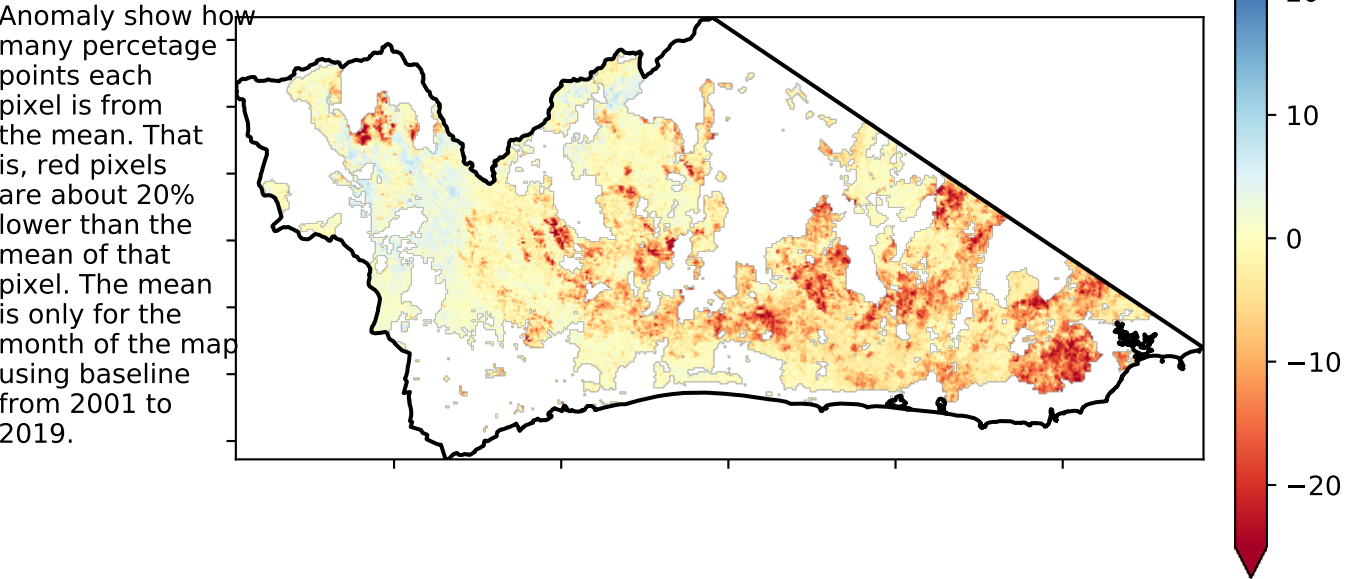 Anomaly show how
many percetage
points each
pixel is from
the mean. That
is, red pixels
are about 20%
lower than the
mean of that
pixel. The mean
is only for the
month of the map
using baseline
from 2001 to
2019.
10
0
−10
−20